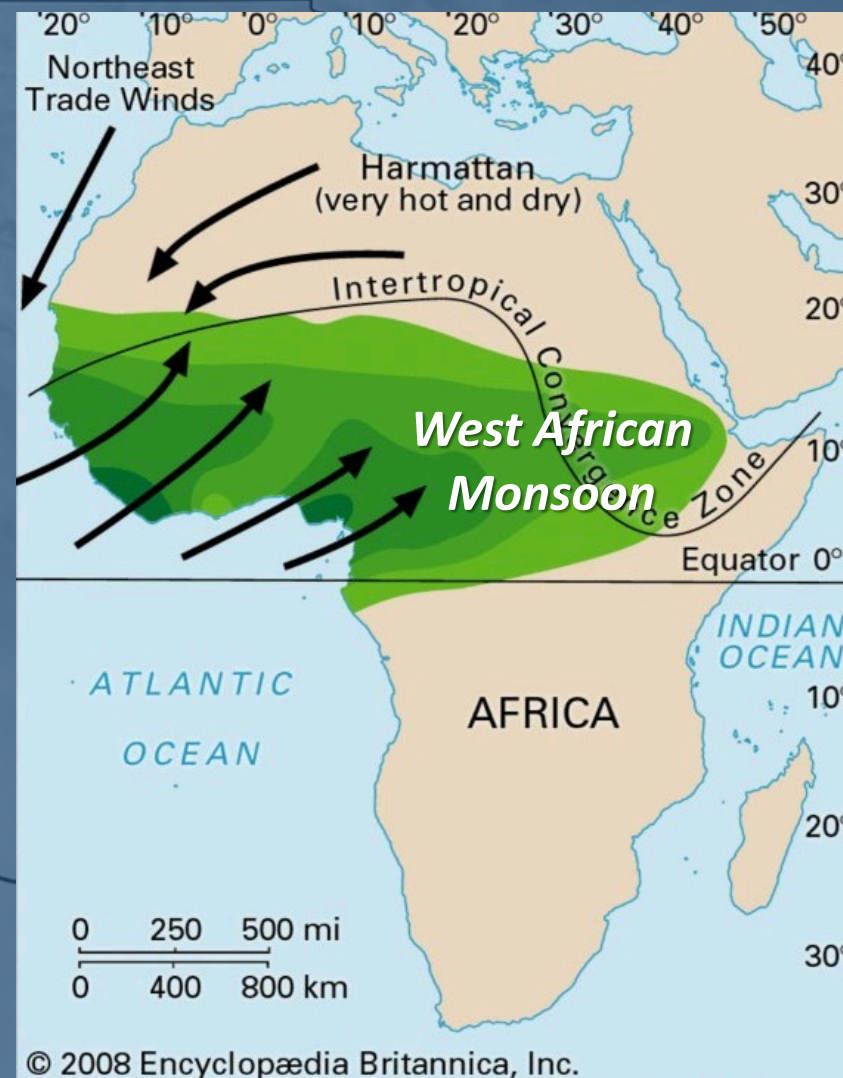 20° 10° 0° 10° 20° 30° 40° 50°
40°
Northeast
Trade Winds
Harmattan
(very hot and dry)
30°
Intertropical Convergence Zone
20°
West African
Monsoon
10°
Equator 0°
INDIAN
OCEAN
ATLANTIC
OCEAN
AFRICA
10°
20°
30°
0 250 500 mi
0 400 800 km
© 2008 Encyclopædia Britannica, Inc.